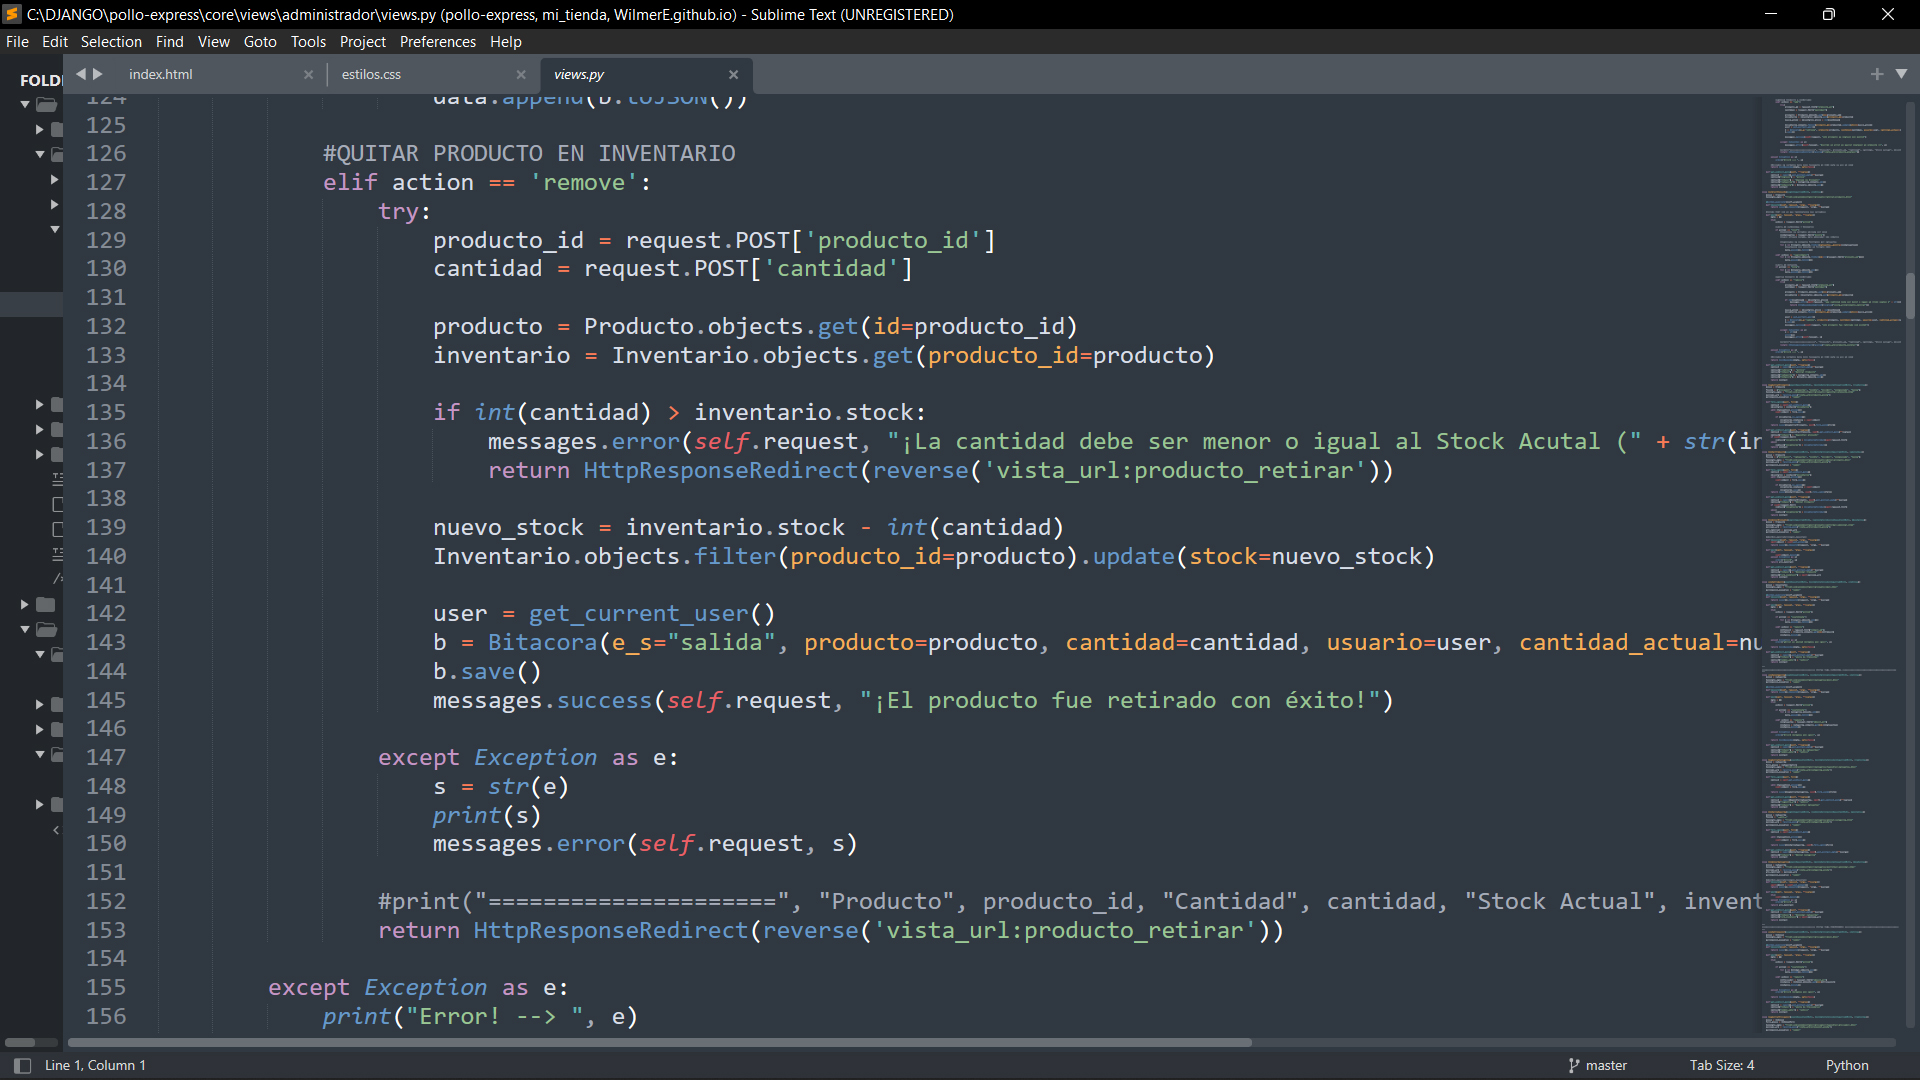 C:\DJANGO\pollo-express\core\views\administrador\views.py (pollo-express, mi_tienda, WilmerE.github.io) - Sublime Text (UNREGISTERED)
File Edit Selection Find View Goto Tools Project Preferences Help
FOLD
index.html
estilos.css
views.py
124 data.append(b.toJSON())
125
126 #QUITAR PRODUCTO EN INVENTARIO
127 elif action == 'remove':
128 try:
129 producto_id = request.POST['producto_id']
130 cantidad = request.POST['cantidad']
131
132 producto = Producto.objects.get(id=producto_id)
133 inventario = Inventario.objects.get(producto_id=producto)
134
135 if int(cantidad) > inventario.stock:
136 messages.error(self.request, "¡La cantidad debe ser menor o igual al Stock Acutal (" + str(in
137 return HttpResponseRedirect(reverse('vista_url:producto_retirar'))
138
139 nuevo_stock = inventario.stock - int(cantidad)
140 Inventario.objects.filter(producto_id=producto).update(stock=nuevo_stock)
141
142 user = get_current_user()
143 b = Bitacora(e_s="salida", producto=producto, cantidad=cantidad, usuario=user, cantidad_actual=nu
144 b.save()
145 messages.success(self.request, "¡El producto fue retirado con éxito!")
146
147 except Exception as e:
148 s = str(e)
149 print(s)
150 messages.error(self.request, s)
151
152 #print("=====================", "Producto", producto_id, "Cantidad", cantidad, "Stock Actual", invent
153 return HttpResponseRedirect(reverse('vista_url:producto_retirar'))
154
155 except Exception as e:
156 print("Error! --> ", e)
Line 1, Column 1
master
Tab Size: 4
Python